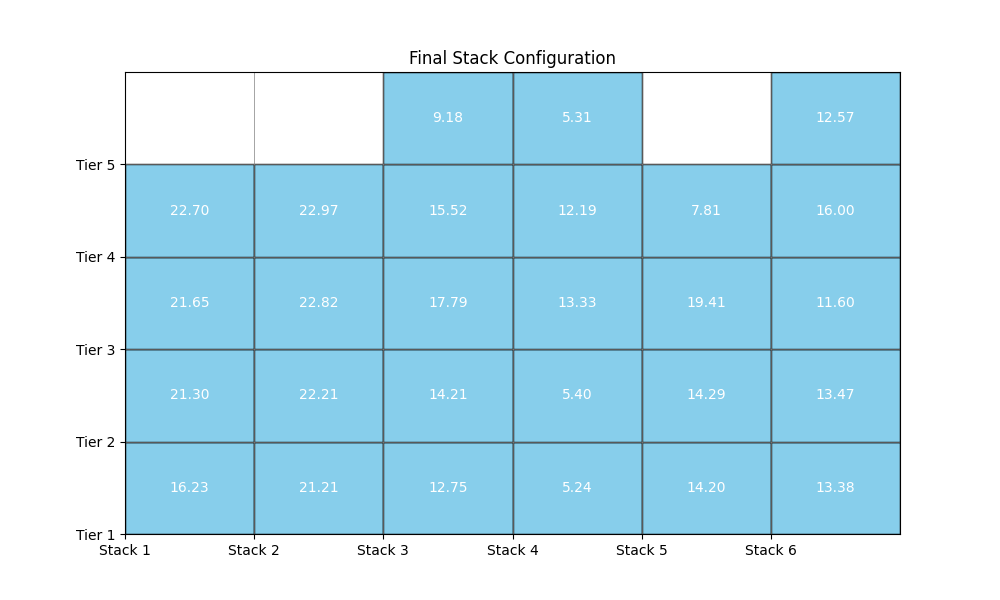 Final Stack Configuration
9.18 5.31 12.57
Tier 5
22.70 22.97 15.52 12.19 7.81 16.00
Tier 4
21.65 22.82 17.79 13.33 19.41 11.60
Tier 3
21.30 22.21 14.21 5.40 14.29 13.47
Tier 2
16.23 21.21 12.75 5.24 14.20 13.38
Tier 1
Stack 1 Stack 2 Stack 3 Stack 4 Stack 5 Stack 6